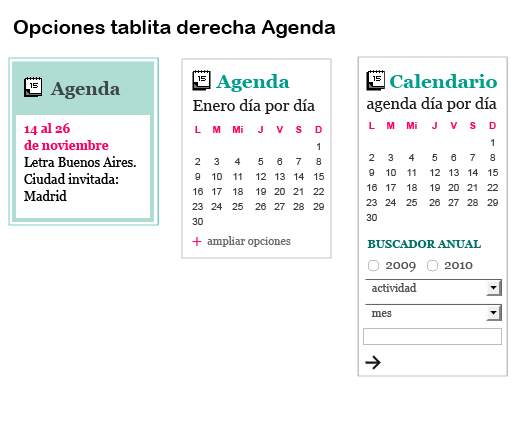 Opciones tablita derecha Agenda
15 Agenda
14 al 26
de noviembre
Letra Buenos Aires.
Ciudad invitada:
Madrid
15 Agenda
Enero día por día
L M Mi J V S D
1
2 3 4 5 6 7 8
9 10 11 12 13 14 15
16 17 18 19 20 21 22
23 24 25 26 27 28 29
30
+ ampliar opciones
15 Calendario
agenda día por día
L M Mi J V S D
1
2 3 4 5 6 7 8
9 10 11 12 13 14 15
16 17 18 19 20 21 22
23 24 25 26 27 28 29
30
BUSCADOR ANUAL
2009 2010
actividad
mes